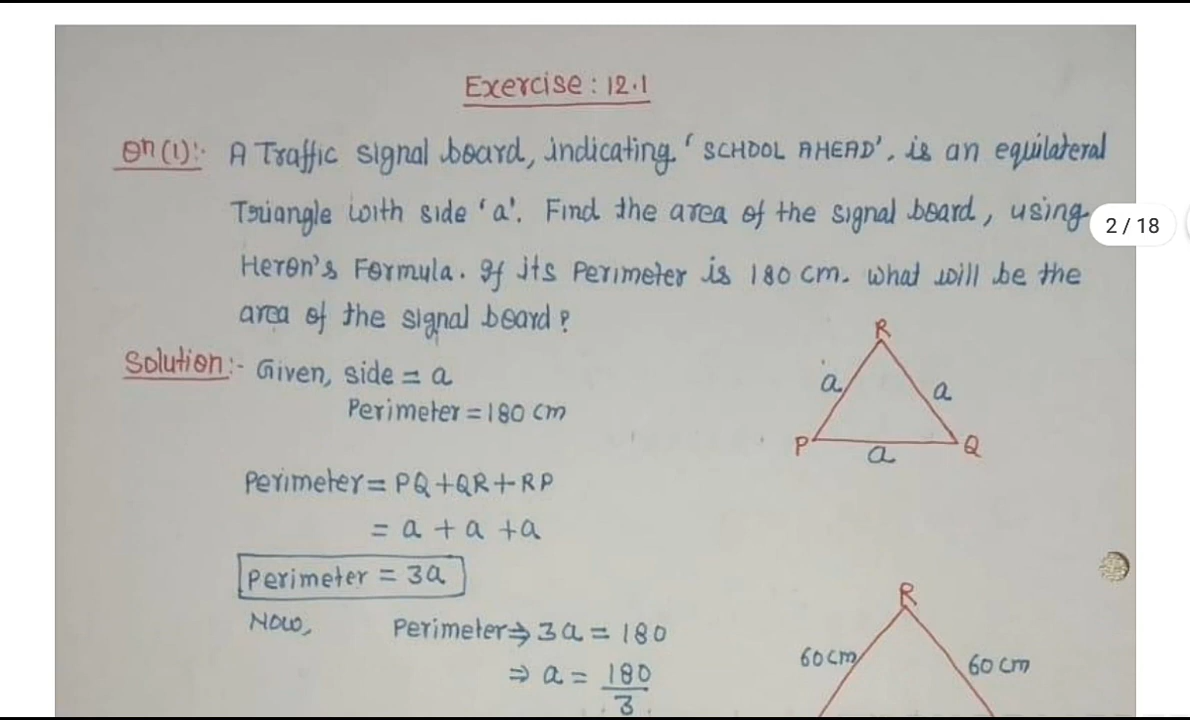 Exercise : 12.1
Qn (1):- A Traffic signal board, indicating 'SCHOOL AHEAD', is an equilateral
Triangle with side 'a'. Find the area of the signal board, using
2 / 18
Heron's Formula. If its Perimeter is 180 cm. what will be the
area of the signal board ?
Solution:- Given, side = a
Perimeter = 180 cm
R
a
a
P
Q
a
Perimeter = PQ + QR + RP
= a + a + a
Perimeter = 3a
Now, Perimeter ⇒ 3a = 180
⇒ a = 180
3
R
60 cm
60 cm